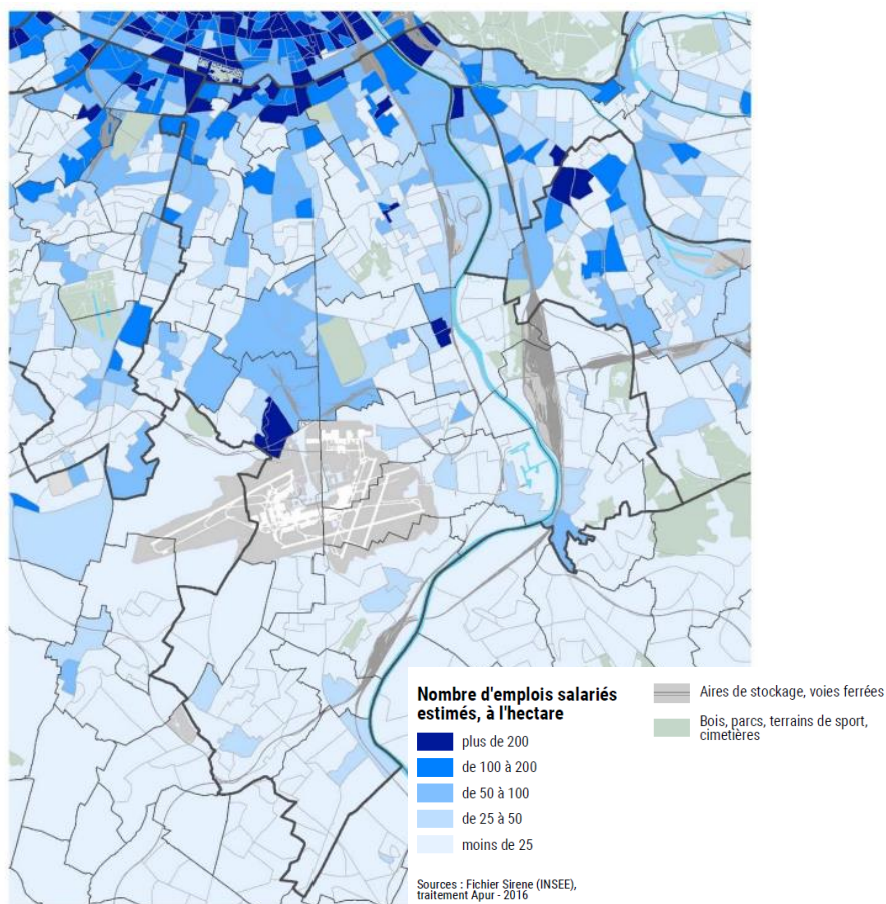 Nombre d'emplois salariés
estimés, à l'hectare
plus de 200
de 100 à 200
de 50 à 100
de 25 à 50
moins de 25
Sources : Fichier Sirene (INSEE),
traitement Apur - 2016
Aires de stockage, voies ferrées
Bois, parcs, terrains de sport,
cimetières